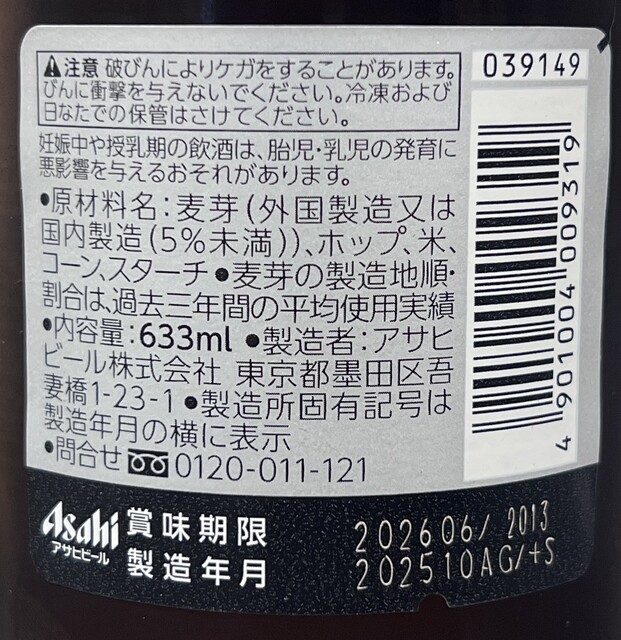 ⚠注意 破びんによりケガをすることがあります。
びんに衝撃を与えないでください。冷凍および
日なたでの保管はさけてください。
妊娠中や授乳期の飲酒は、胎児・乳児の発育に
悪影響を与えるおそれがあります。
•原材料名：麦芽（外国製造又は
国内製造（5%未満））、ホップ、米、
コーン、スターチ ●麦芽の製造地順・
割合は、過去三年間の平均使用実績
•内容量：633ml ●製造者：アサヒ
ビール株式会社 東京都墨田区吾
妻橋1-23-1 ●製造所固有記号は
製造年月の横に表示
•問合せ 0120-011-121
039149
4 901004 009319
Asahi
アサヒビール
賞味期限 202606/ 2013
製造年月 202510AG/+S